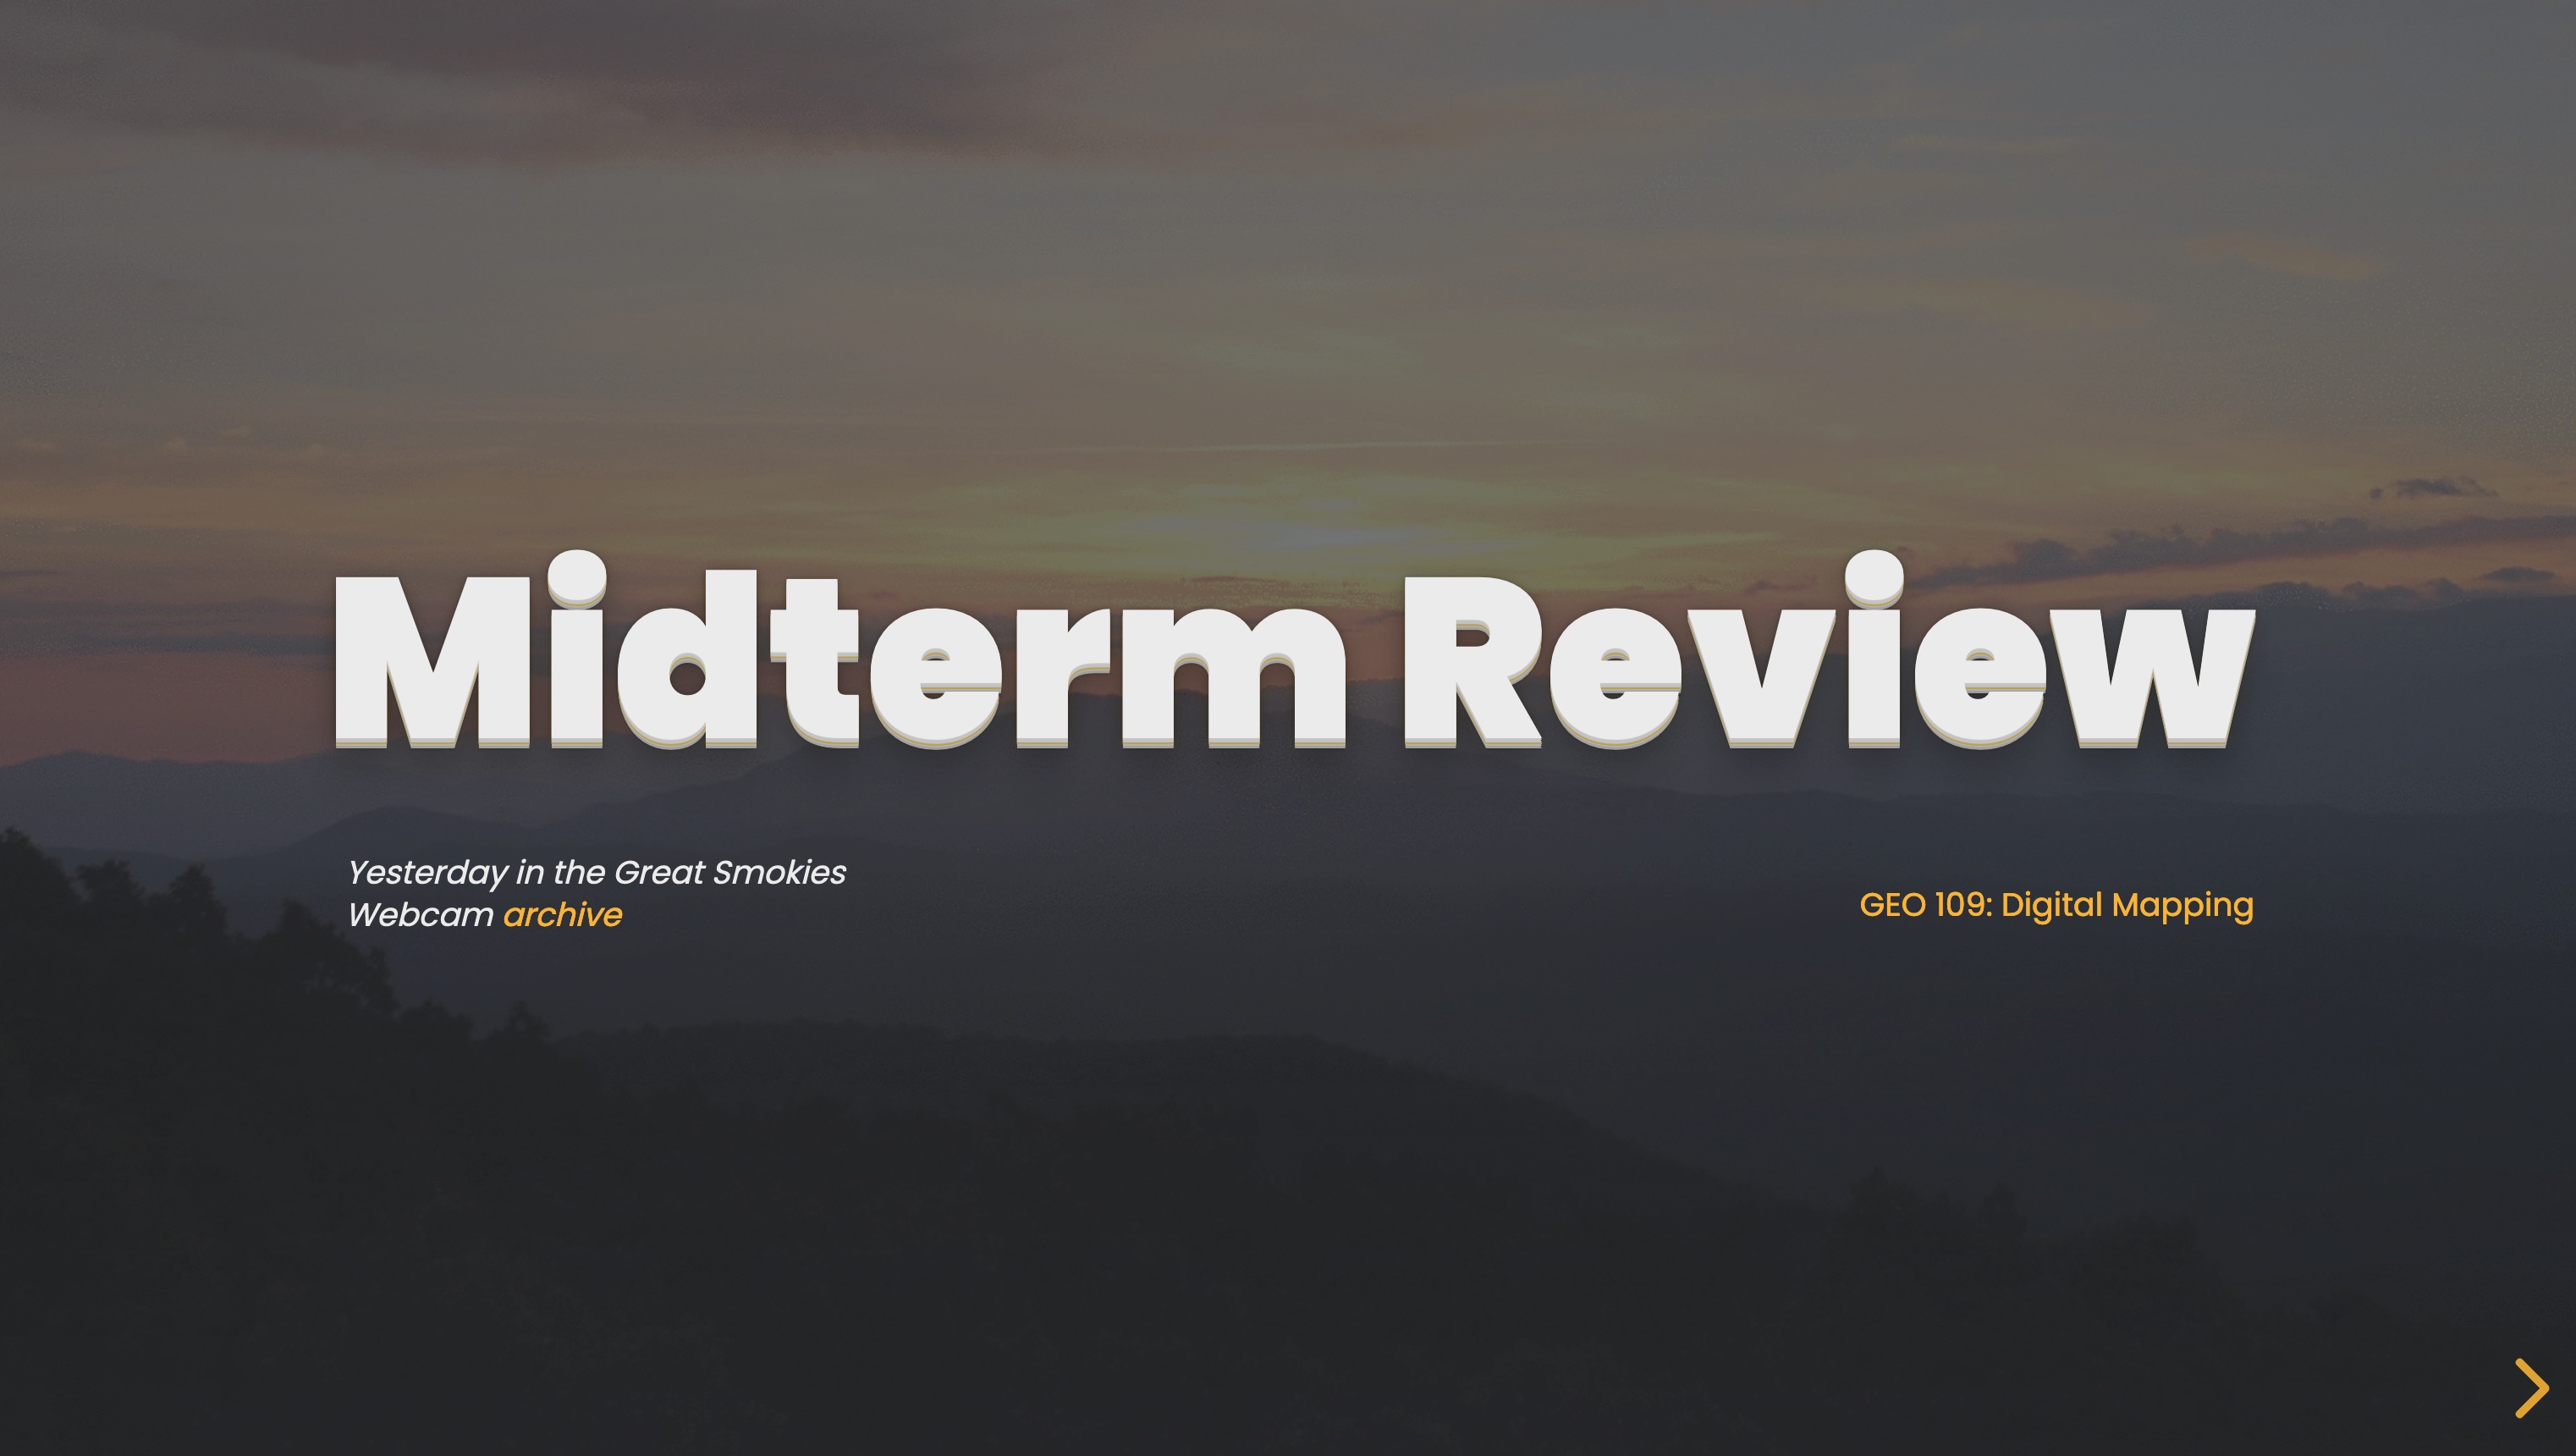 Midterm Review
Yesterday in the Great Smokies
Webcam archive
GEO 109: Digital Mapping